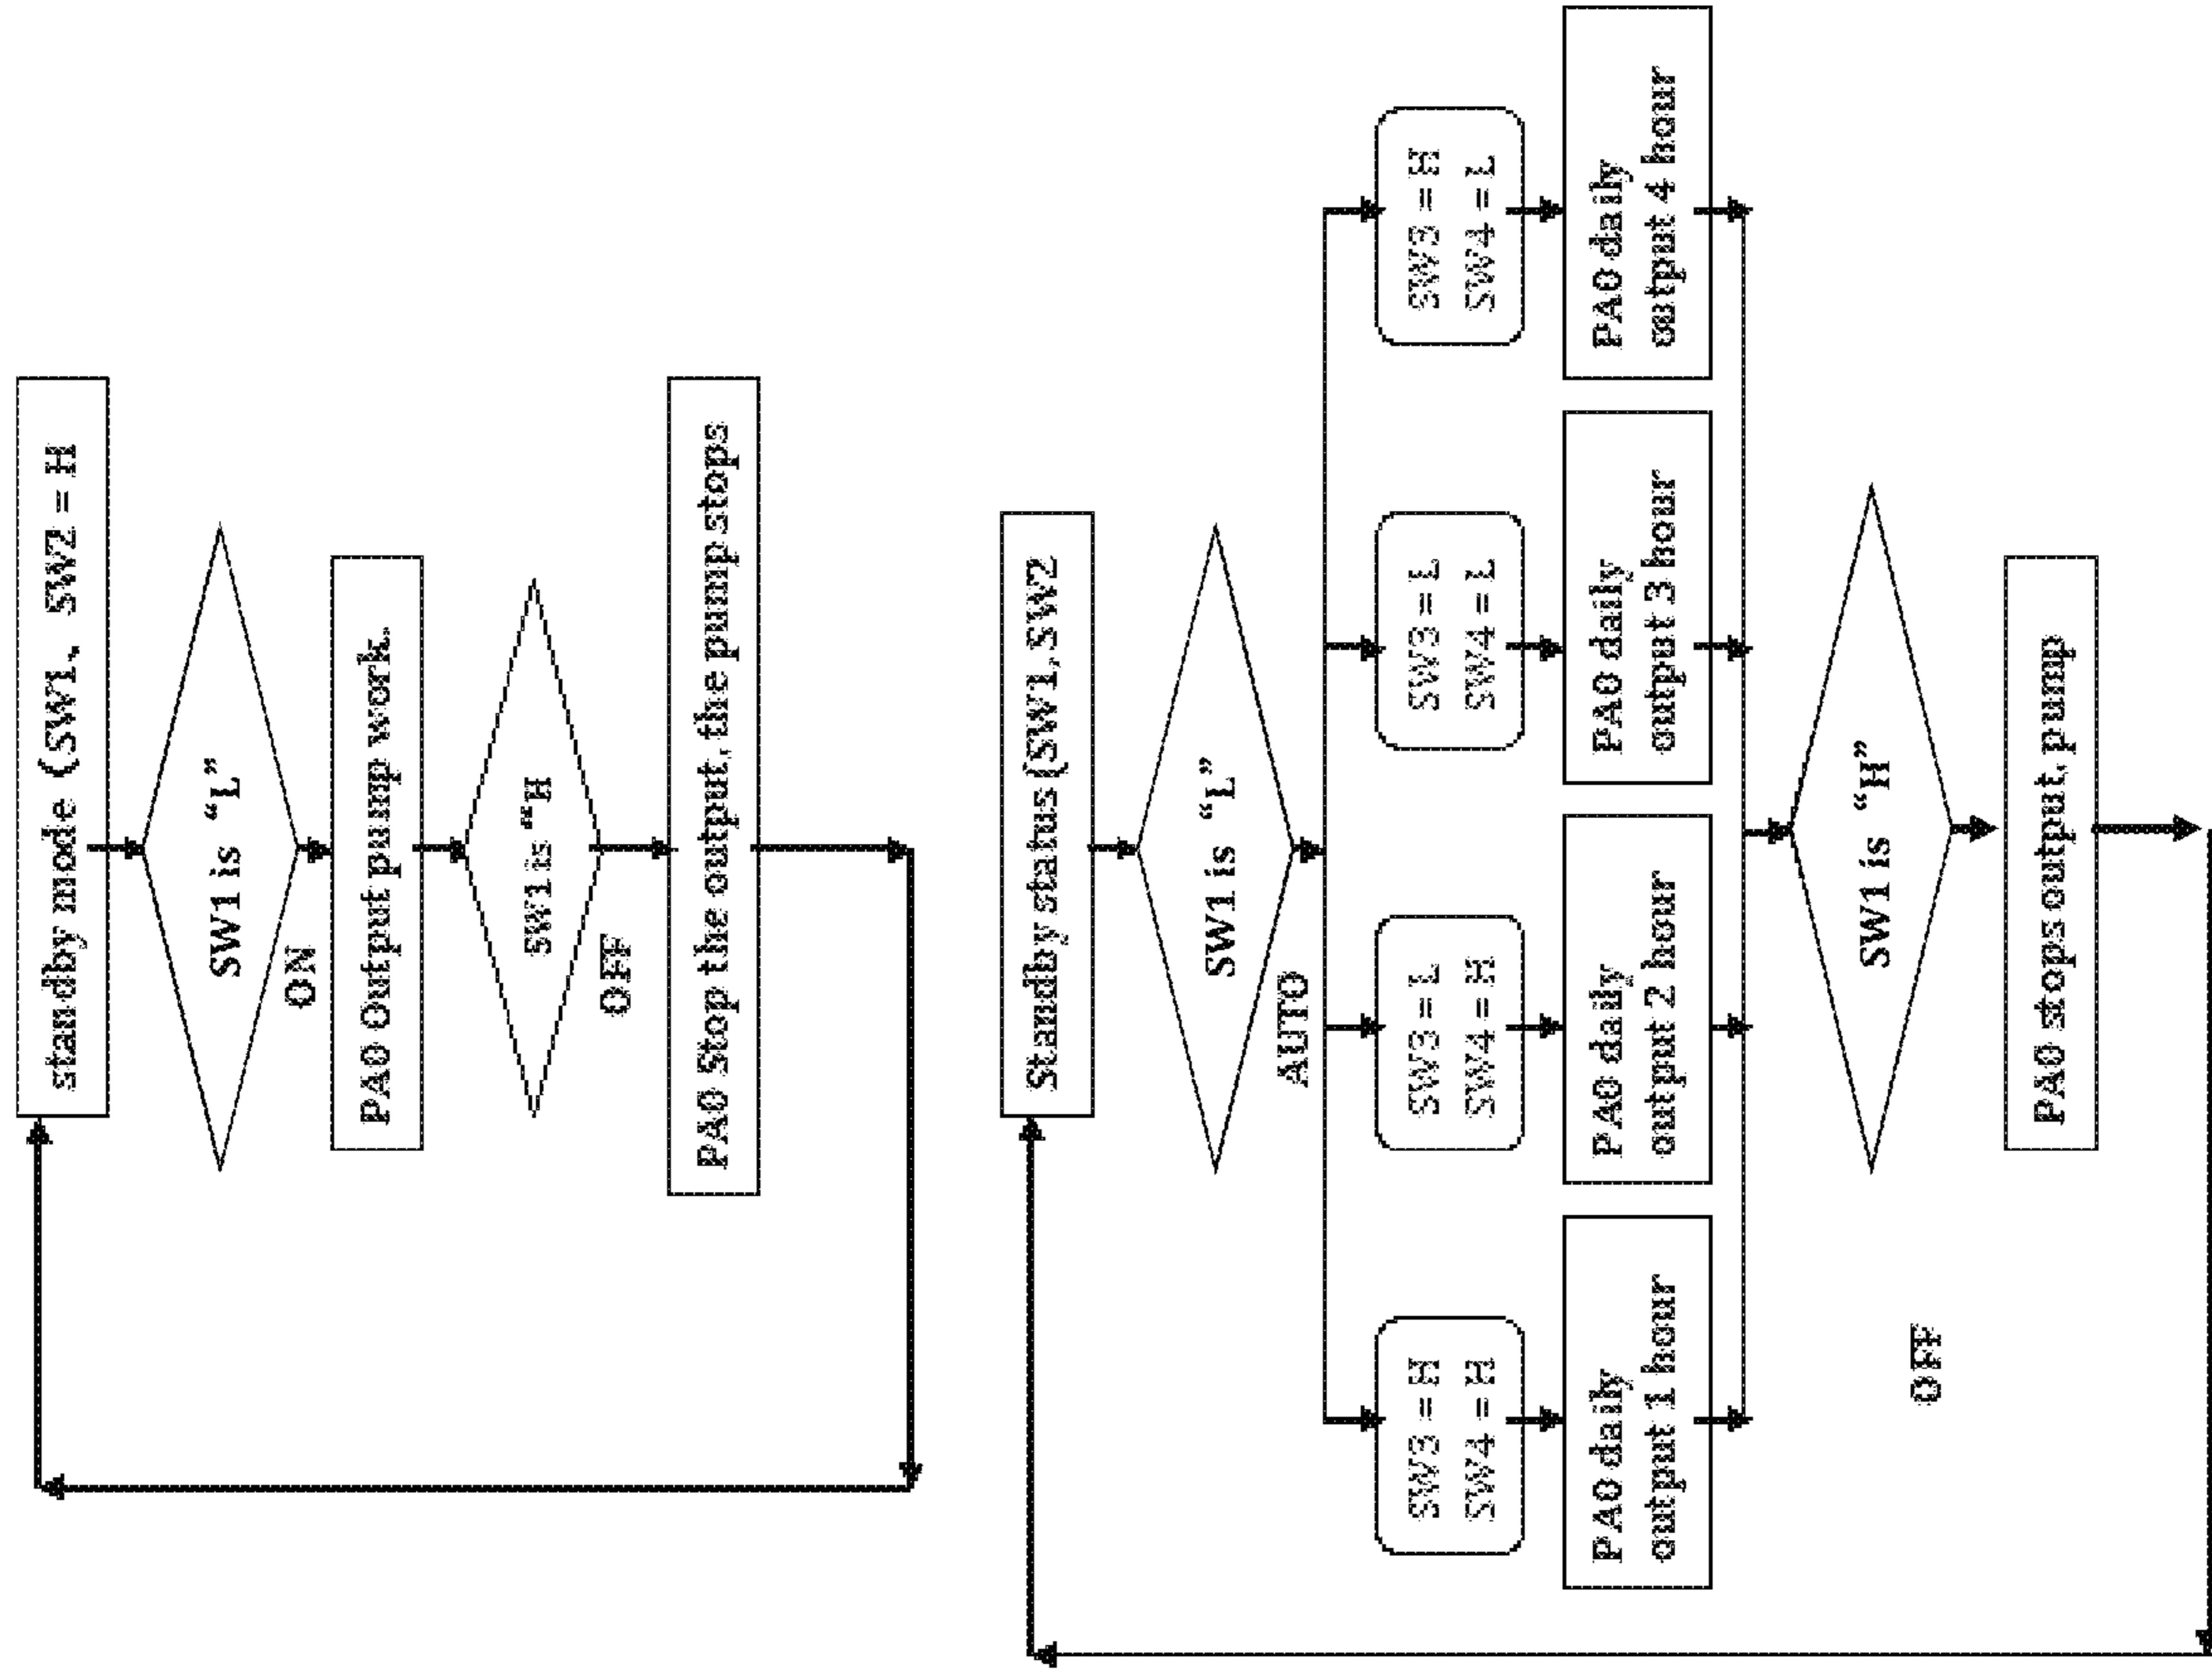 standby mode (SW1、 SW2 = H
SW1 is “L”
ON
PA0 Output pump work.
SW1 is “H
OFF
PA0 Stop the output, the pump stops
Standby status (SW1, SW2
SW1 is “L”
AUTO
SW3 = H
SW4 = H
SW3 = L
SW4 = H
SW3 = L
SW4 = L
SW3 = H
SW4 = L
PA0 daily
output 1 hour
PA0 daily
output 2 hour
PA0 daily
output 3 hour
PA0 daily
output 4 hour
SW1 is “H”
OFF
PA0 stops output, pump